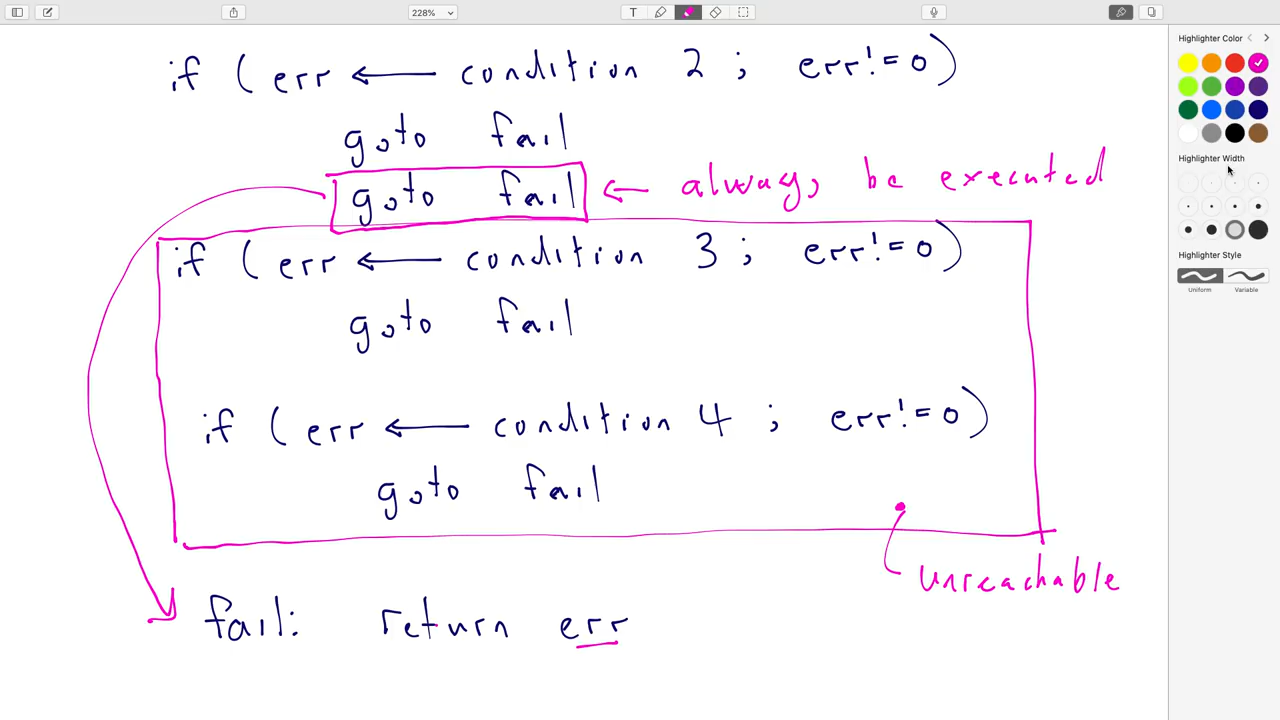 228%
T
Highlighter Color
if ( err ← condition 2 ; err!=0)
goto fail
goto fail ← always be executed
if ( err ← condition 3 ; err!=0)
goto fail
if ( err ← condition 4 ; err!=0)
goto fail
unreachable
fail: return err
Highlighter Width
Highlighter Style
Uniform Variable